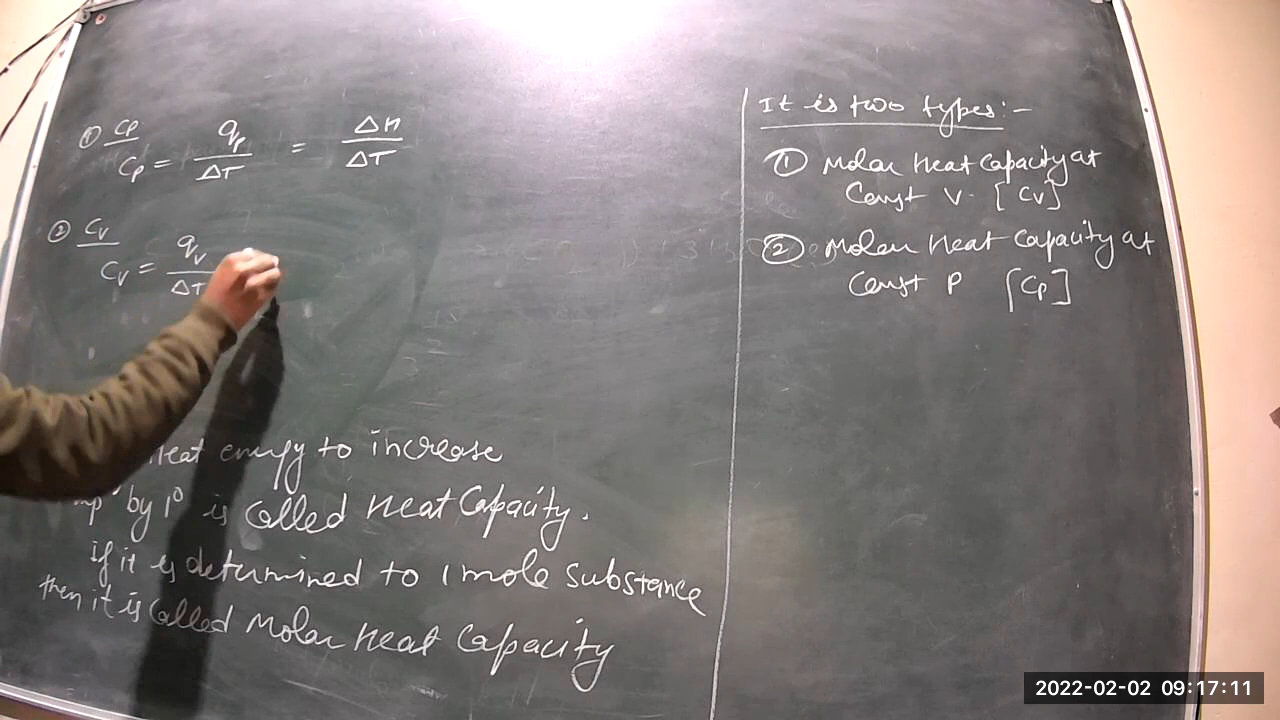 ① Cp
Cp = qp/ΔT = ΔH/ΔT
② Cv
Cv = qv/ΔT
Heat energy to increase
by 1° is called Heat Capacity.
if it is determined to 1 mole substance
then it is called Molar Heat Capacity
It is two types:-
① Molar Heat Capacity at
Const V. [Cv]
② Molar Heat Capacity at
Const P [Cp]
2022-02-02 09:17:11